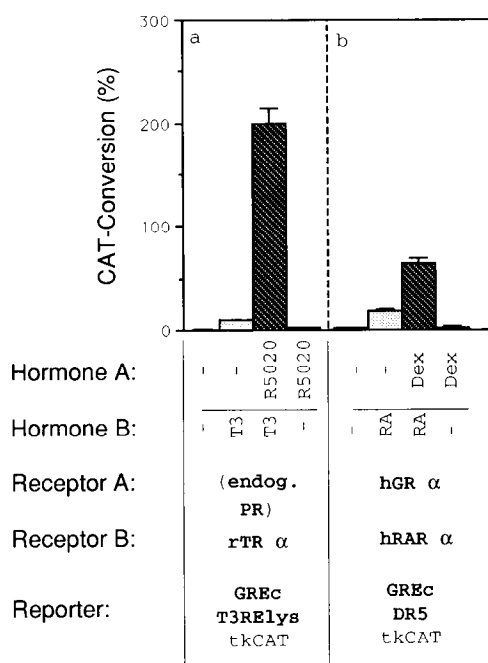 300
a
b
200
100
0
CAT-Conversion (%)
Hormone A: - - R5020 R5020 - - Dex Dex
Hormone B: - T3 T3 - - RA RA -
Receptor A: (endog. PR) hGR α
Receptor B: rTR α hRAR α
Reporter: GREc T3RElys tkCAT GREc DR5 tkCAT